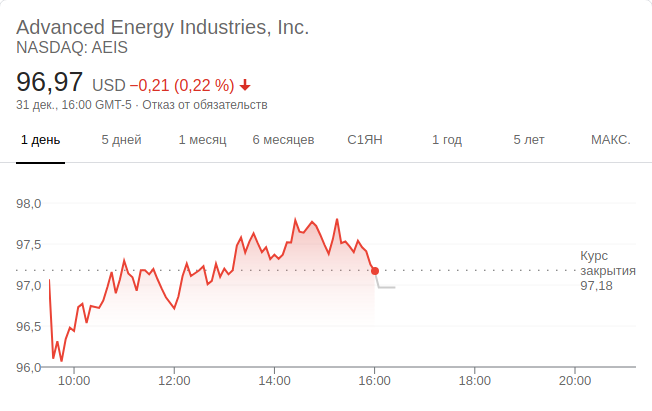 Advanced Energy Industries, Inc.
NASDAQ: AEIS
96,97 USD −0,21 (0,22 %)
31 дек., 16:00 GMT-5 · Отказ от обязательств
1 день 5 дней 1 месяц 6 месяцев С1ЯН 1 год 5 лет МАКС.
98,0
97,5
97,0
96,5
96,0
Курс
закрытия
97,18
10:00 12:00 14:00 16:00 18:00 20:00